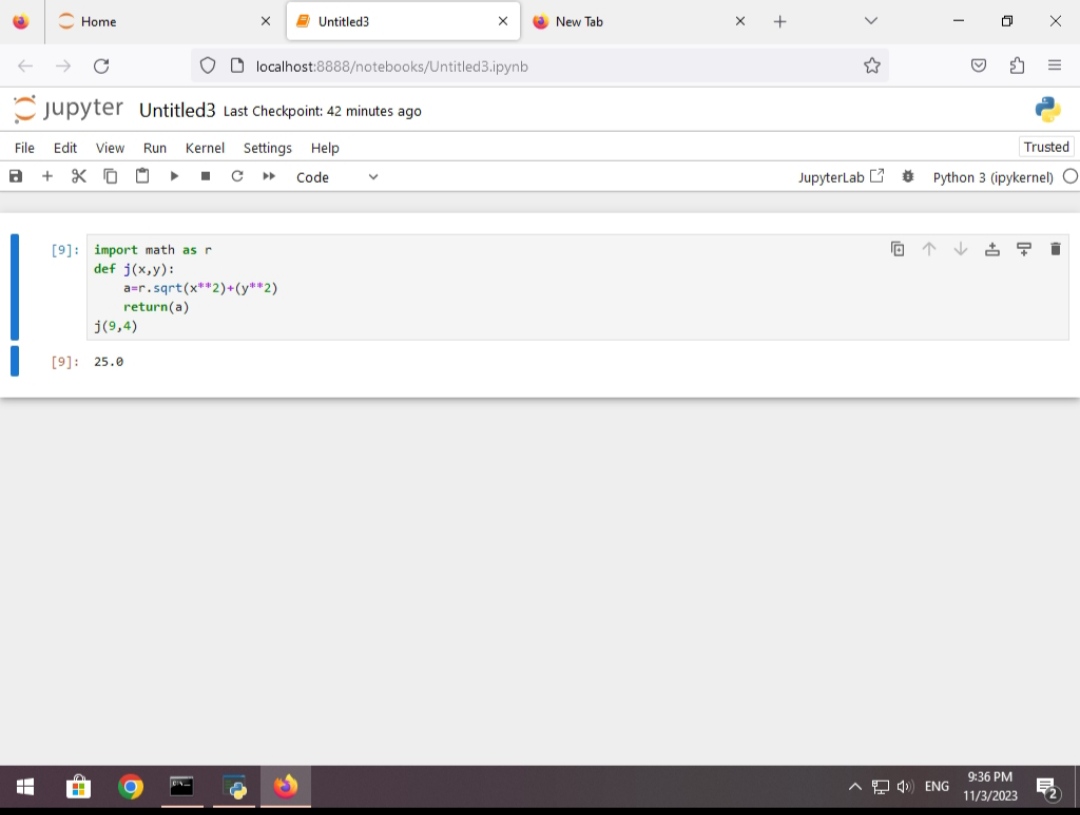 Home
Untitled3
New Tab
localhost:8888/notebooks/Untitled3.ipynb
jupyter Untitled3 Last Checkpoint: 42 minutes ago
File Edit View Run Kernel Settings Help
Trusted
Code
JupyterLab
Python 3 (ipykernel)
[9]: import math as r
def j(x,y):
    a=r.sqrt(x**2)+(y**2)
    return(a)
j(9,4)
[9]: 25.0
ENG
9:36 PM
11/3/2023
2